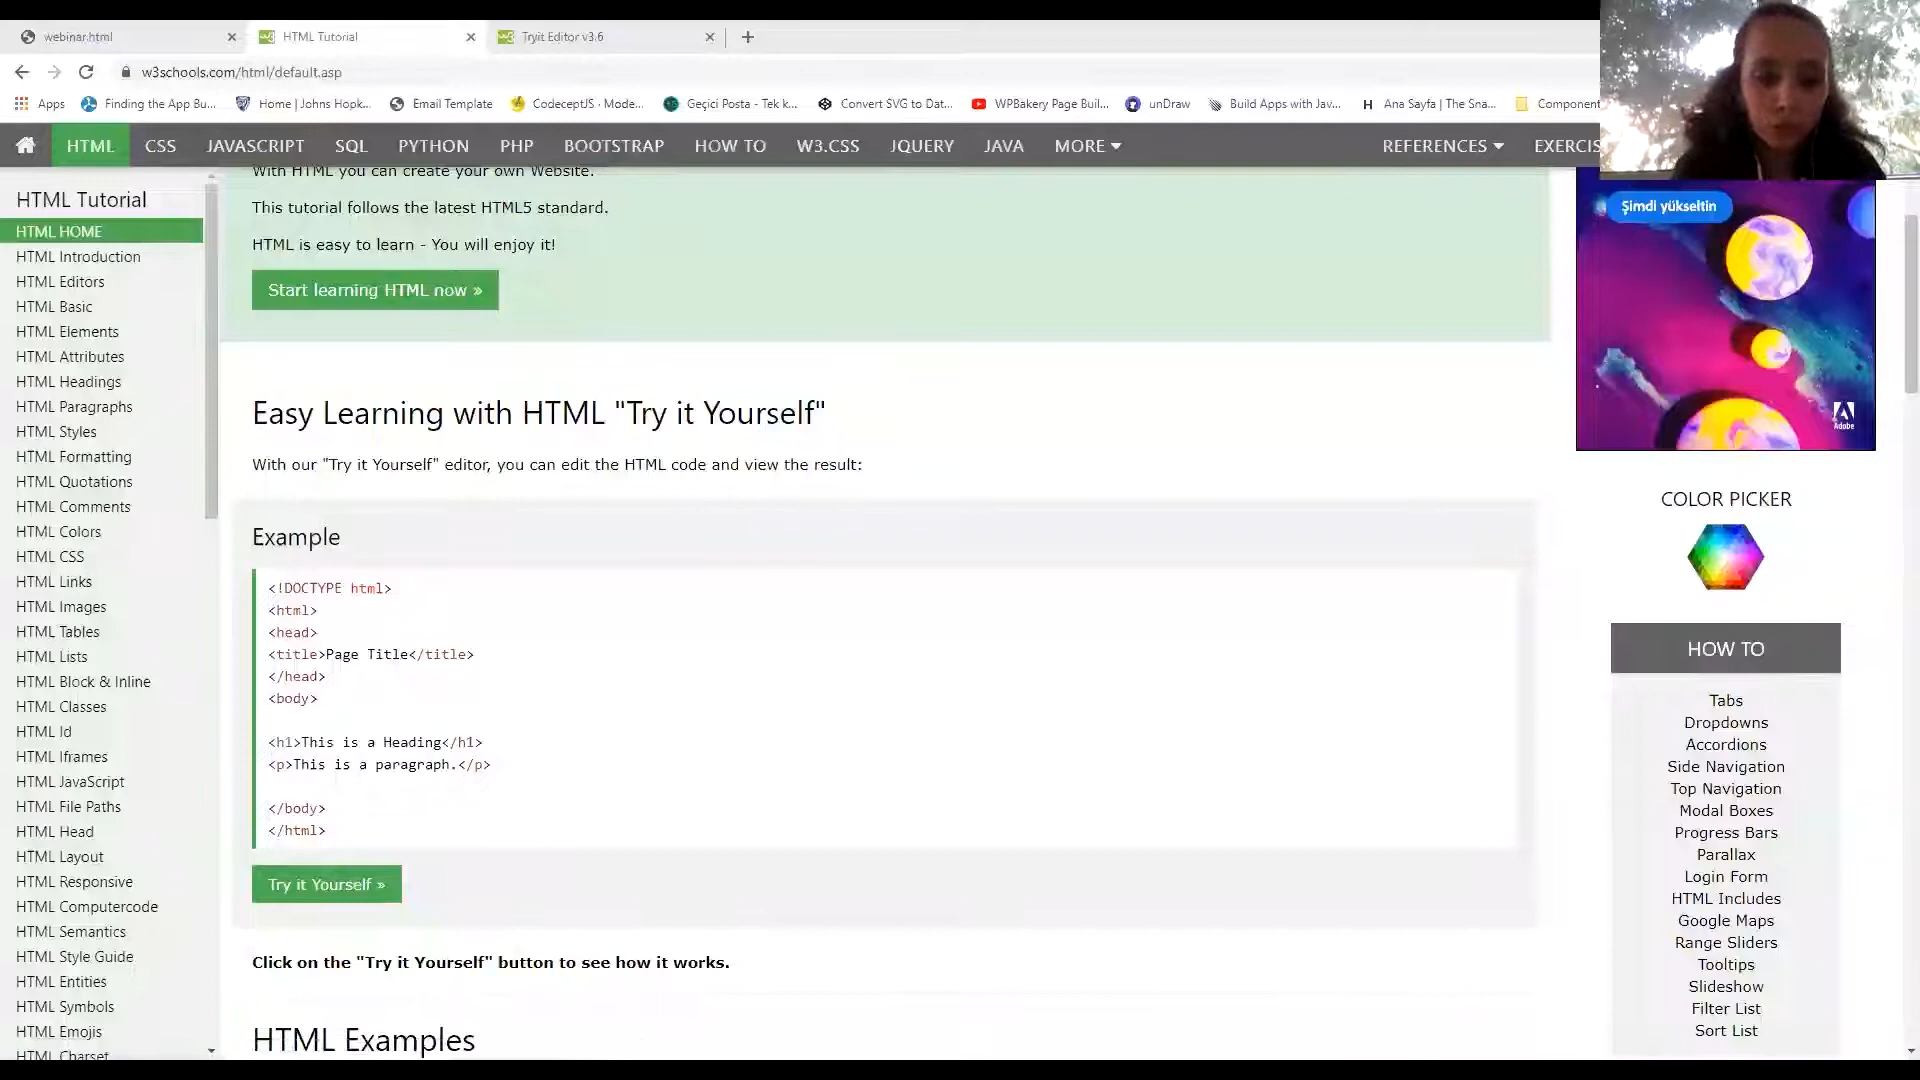 webinar.html
HTML Tutorial
Tryit Editor v3.6
w3schools.com/html/default.asp
Apps
Finding the App Bu...
Home | Johns Hopk...
Email Template
CodeceptJS · Mode...
Geçici Posta - Tek k...
Convert SVG to Dat...
WPBakery Page Buil...
unDraw
Build Apps with Jav...
Ana Sayfa | The Sna...
Component
HTML
CSS
JAVASCRIPT
SQL
PYTHON
PHP
BOOTSTRAP
HOW TO
W3.CSS
JQUERY
JAVA
MORE
REFERENCES
EXERCIS
HTML Tutorial
HTML HOME
HTML Introduction
HTML Editors
HTML Basic
HTML Elements
HTML Attributes
HTML Headings
HTML Paragraphs
HTML Styles
HTML Formatting
HTML Quotations
HTML Comments
HTML Colors
HTML CSS
HTML Links
HTML Images
HTML Tables
HTML Lists
HTML Block & Inline
HTML Classes
HTML Id
HTML Iframes
HTML JavaScript
HTML File Paths
HTML Head
HTML Layout
HTML Responsive
HTML Computercode
HTML Semantics
HTML Style Guide
HTML Entities
HTML Symbols
HTML Emojis
HTML Charset
With HTML you can create your own Website.
This tutorial follows the latest HTML5 standard.
HTML is easy to learn - You will enjoy it!
Start learning HTML now »
Easy Learning with HTML "Try it Yourself"
With our "Try it Yourself" editor, you can edit the HTML code and view the result:
Example
<!DOCTYPE html>
<html>
<head>
<title>Page Title</title>
</head>
<body>
<h1>This is a Heading</h1>
<p>This is a paragraph.</p>
</body>
</html>
Try it Yourself »
Click on the "Try it Yourself" button to see how it works.
HTML Examples
Şimdi yükseltin
Adobe
COLOR PICKER
HOW TO
Tabs
Dropdowns
Accordions
Side Navigation
Top Navigation
Modal Boxes
Progress Bars
Parallax
Login Form
HTML Includes
Google Maps
Range Sliders
Tooltips
Slideshow
Filter List
Sort List